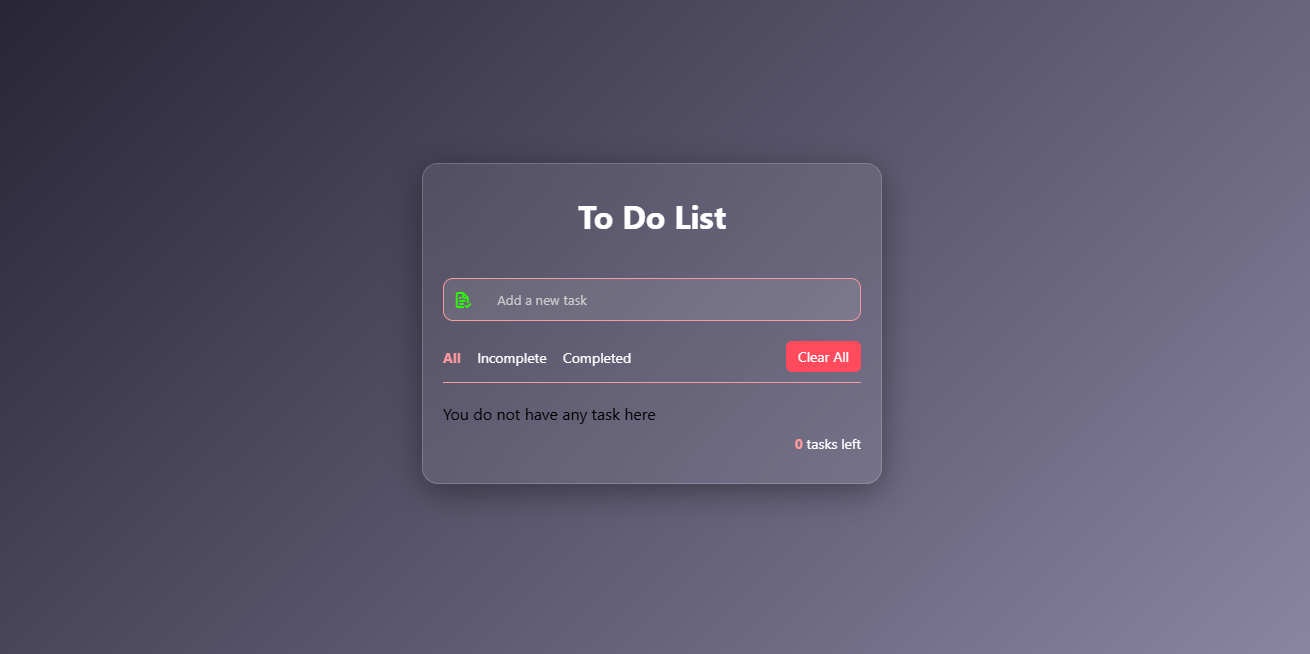 To Do List
Add a new task
All Incomplete Completed Clear All
You do not have any task here
0 tasks left